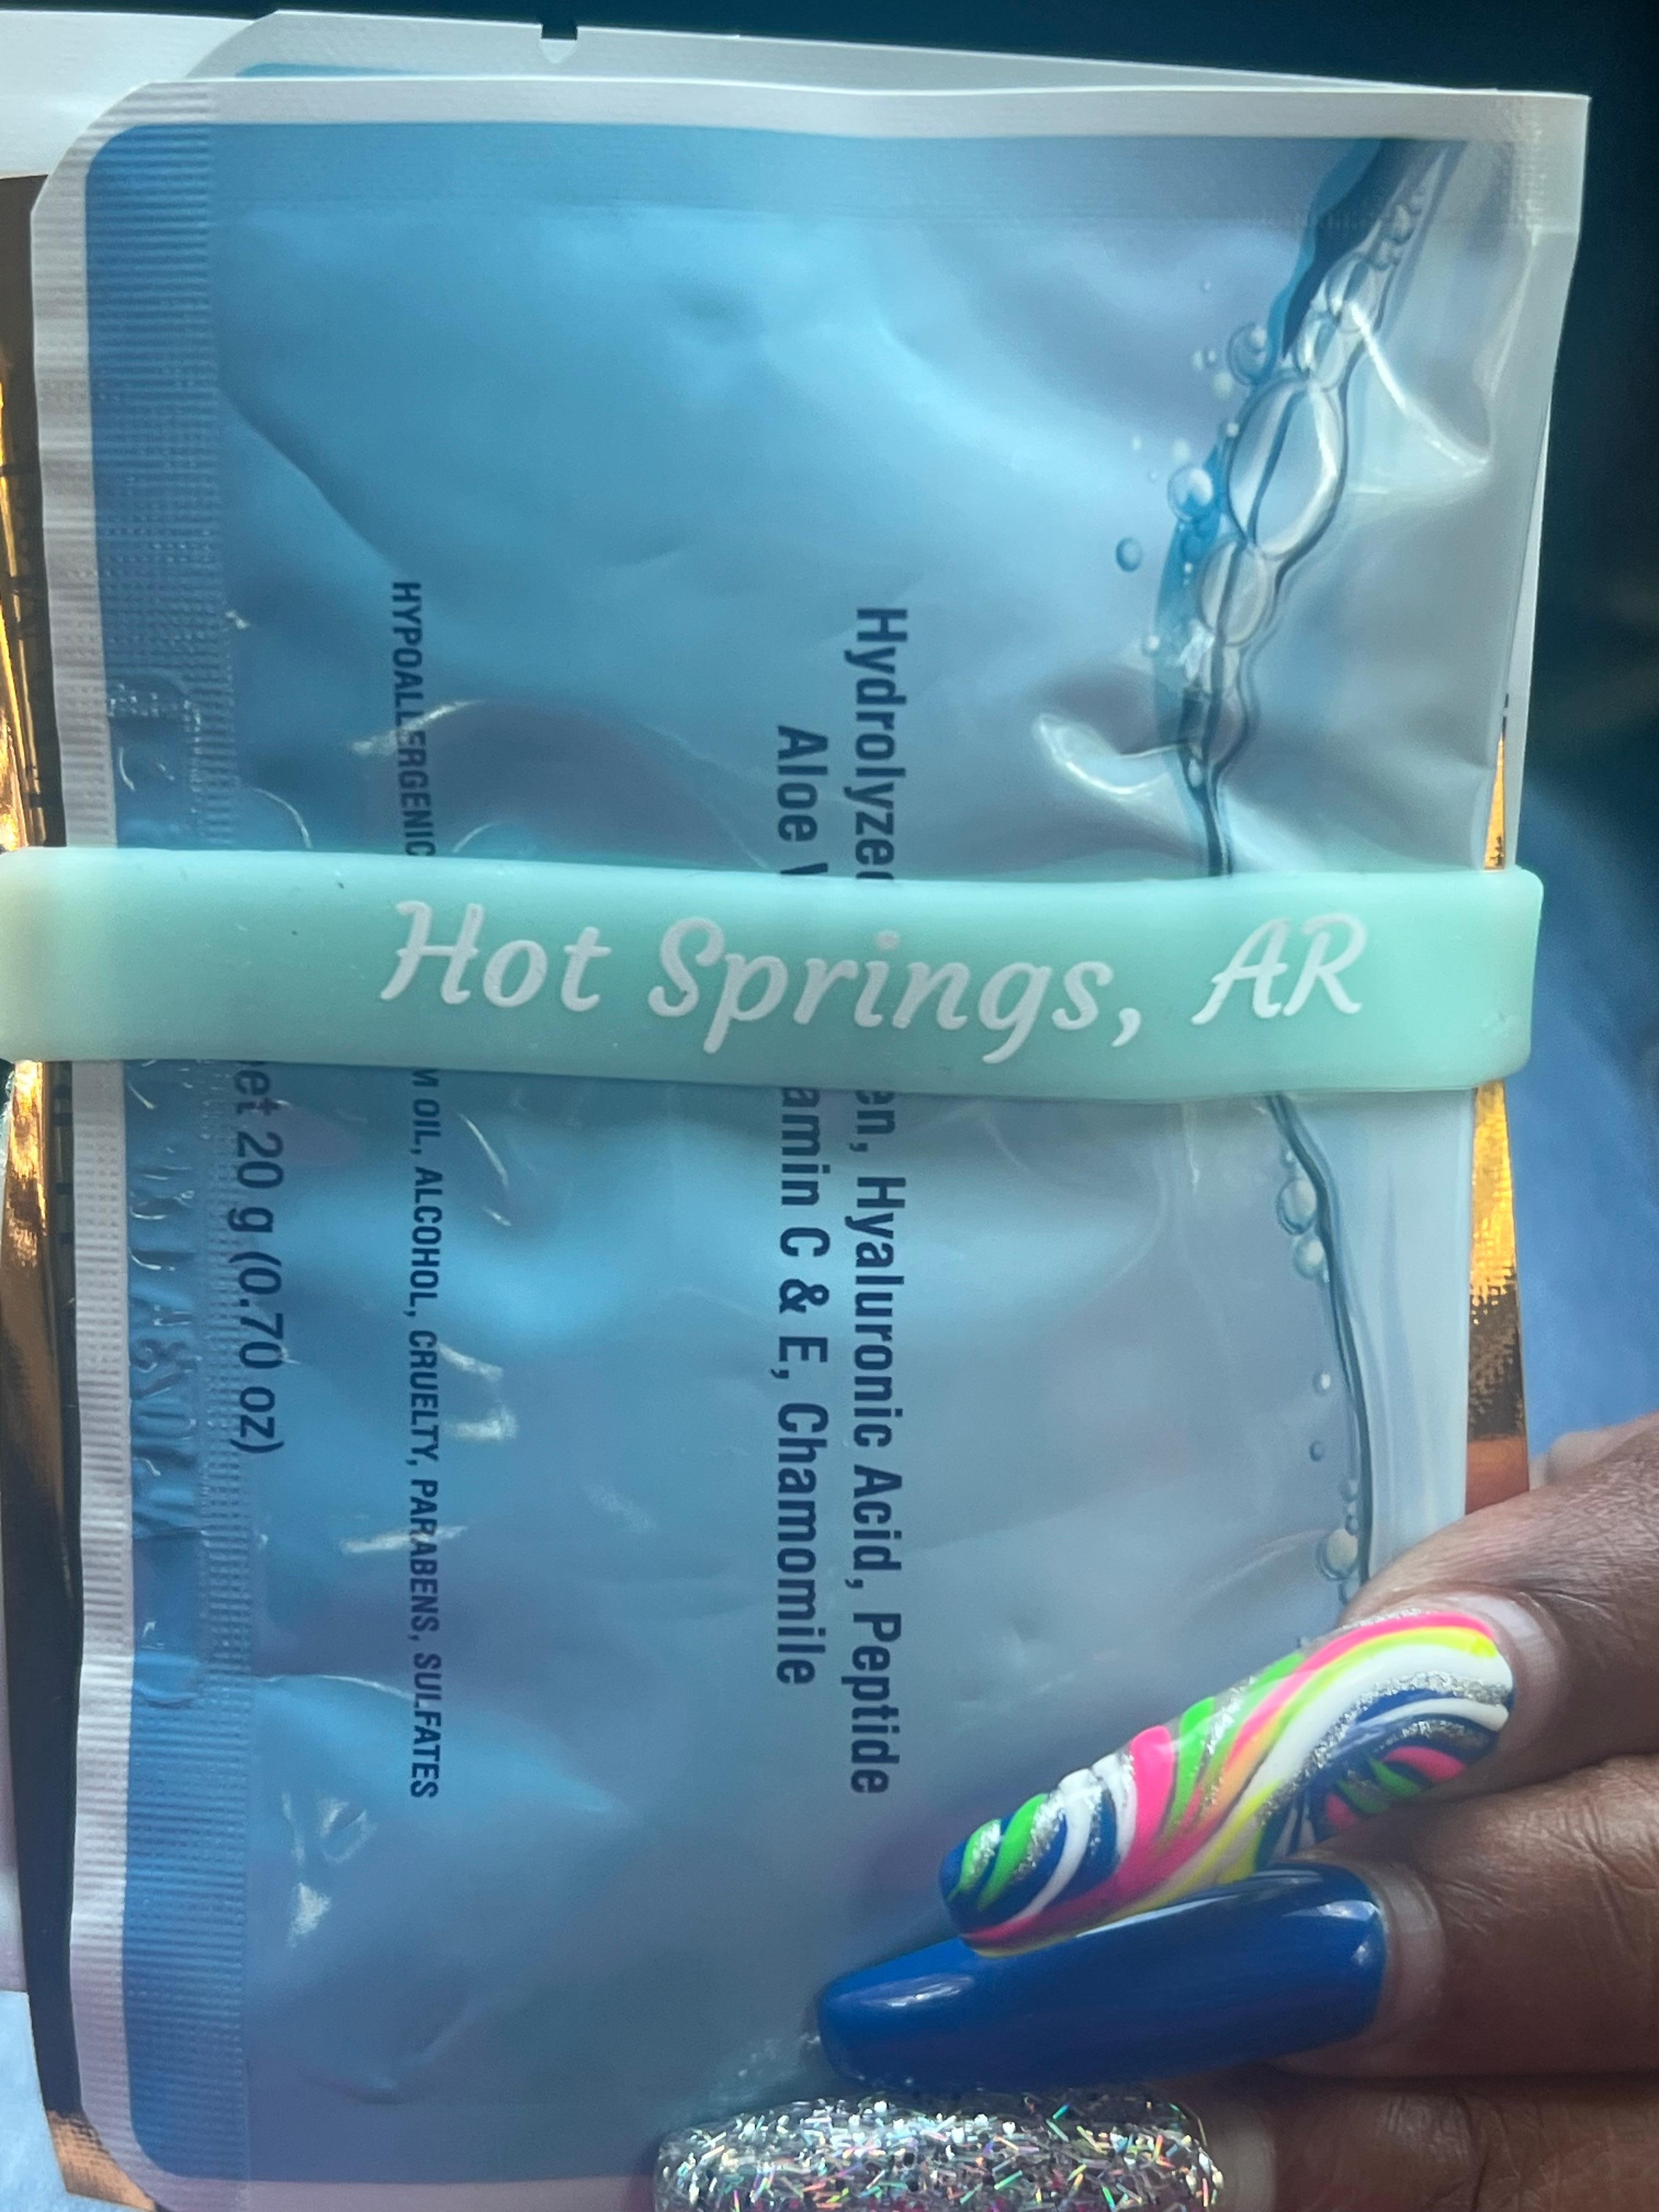 Hot Springs, AR
Hydrolyze en, Hyaluronic Acid, Peptide
Aloe amin C & E, Chamomile
HYPOALLERGENIC M OIL, ALCOHOL, CRUELTY, PARABENS, SULFATES
et 20 g (0.70 oz)